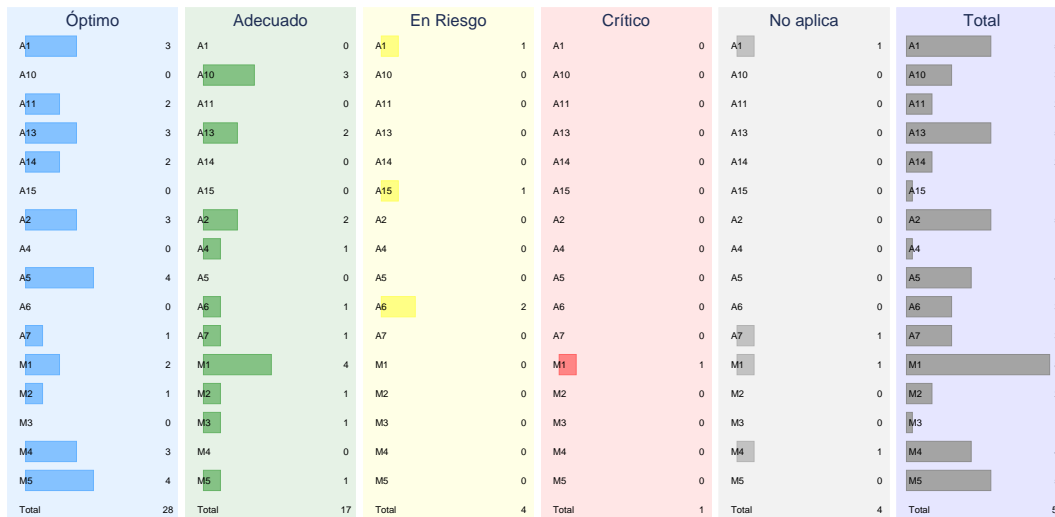 Óptimo Adecuado En Riesgo Crítico No aplica Total
A1 3 A1 0 A1 1 A1 0 A1 1 A1
A10 0 A10 3 A10 0 A10 0 A10 0 A10
A11 2 A11 0 A11 0 A11 0 A11 0 A11
A13 3 A13 2 A13 0 A13 0 A13 0 A13
A14 2 A14 0 A14 0 A14 0 A14 0 A14
A15 0 A15 0 A15 1 A15 0 A15 0 A15
A2 3 A2 2 A2 0 A2 0 A2 0 A2
A4 0 A4 1 A4 0 A4 0 A4 0 A4
A5 4 A5 0 A5 0 A5 0 A5 0 A5
A6 0 A6 1 A6 2 A6 0 A6 0 A6
A7 1 A7 1 A7 0 A7 0 A7 1 A7
M1 2 M1 4 M1 0 M1 1 M1 1 M1
M2 1 M2 1 M2 0 M2 0 M2 0 M2
M3 0 M3 1 M3 0 M3 0 M3 0 M3
M4 3 M4 0 M4 0 M4 0 M4 1 M4
M5 4 M5 1 M5 0 M5 0 M5 0 M5
Total 28 Total 17 Total 4 Total 1 Total 4 Total